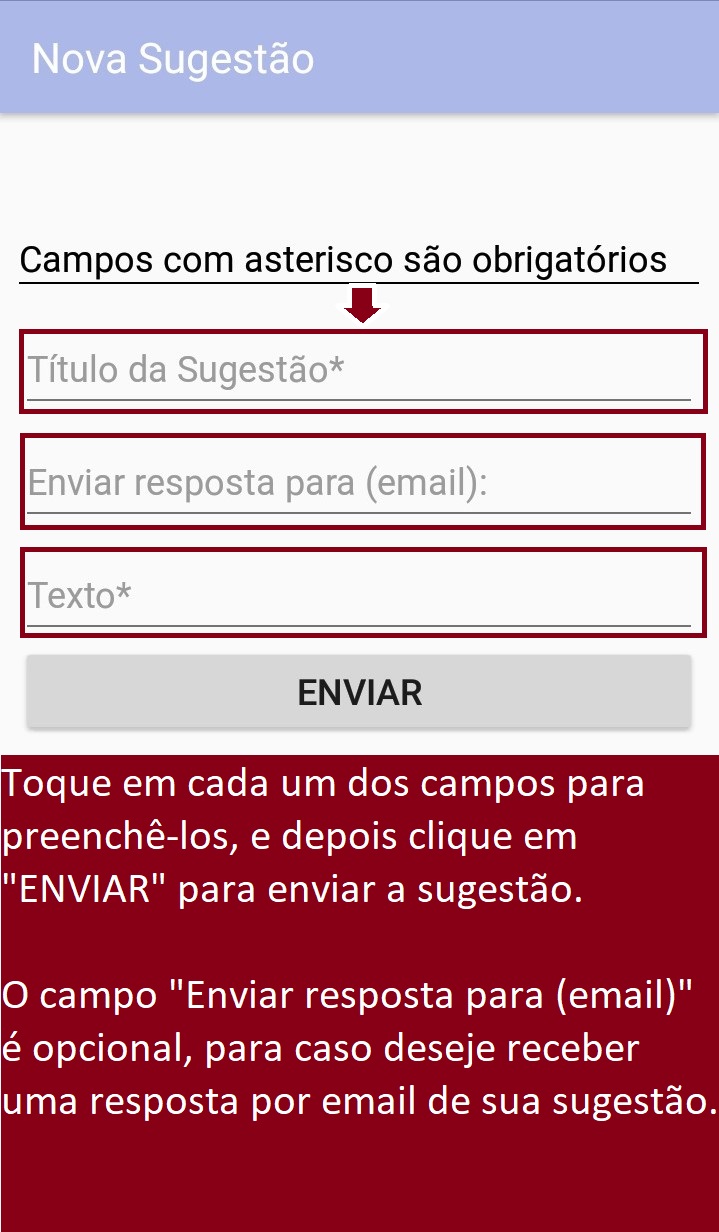 Nova Sugestão
Campos com asterisco são obrigatórios
Título da Sugestão*
Enviar resposta para (email):
Texto*
ENVIAR
Toque em cada um dos campos para
preenchê-los, e depois clique em
"ENVIAR" para enviar a sugestão.
O campo "Enviar resposta para (email)"
é opcional, para caso deseje receber
uma resposta por email de sua sugestão.